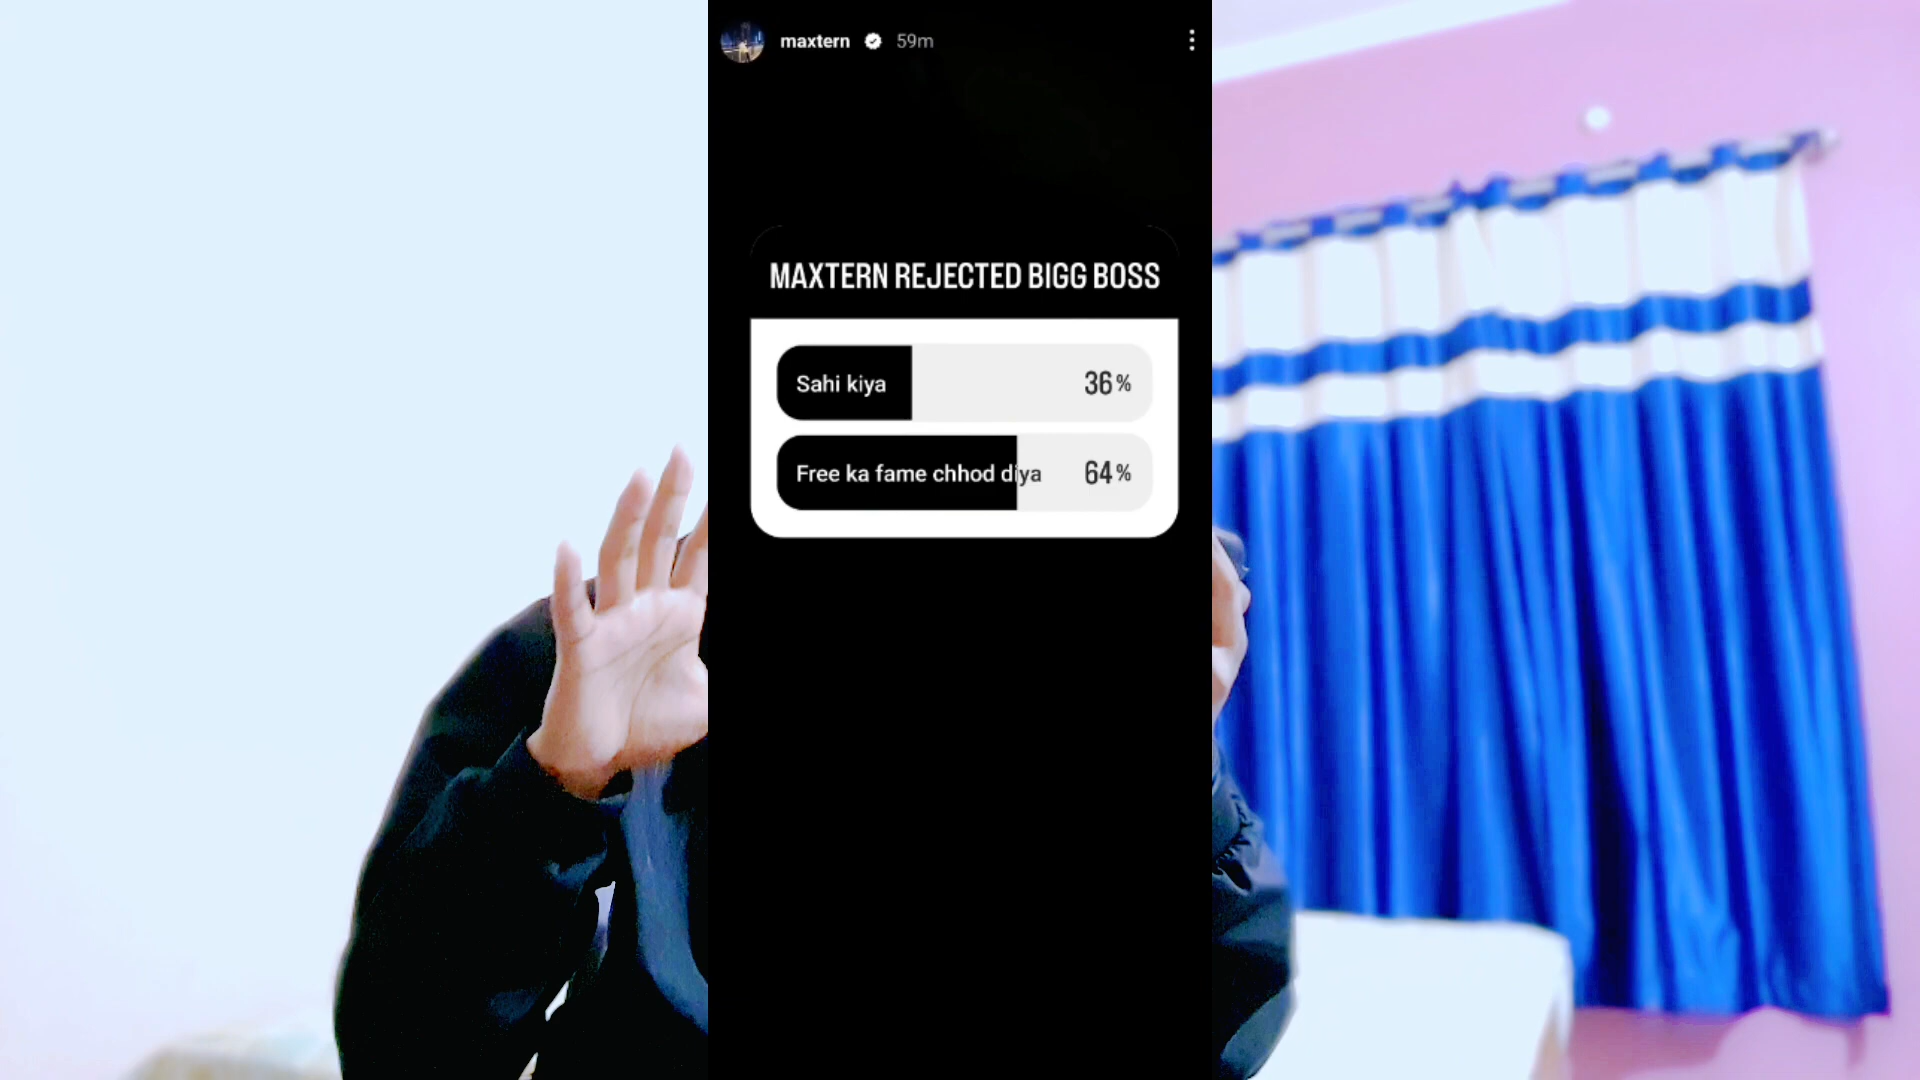 maxtern 59m
MAXTERN REJECTED BIGG BOSS
Sahi kiya 36%
Free ka fame chhod diya 64%